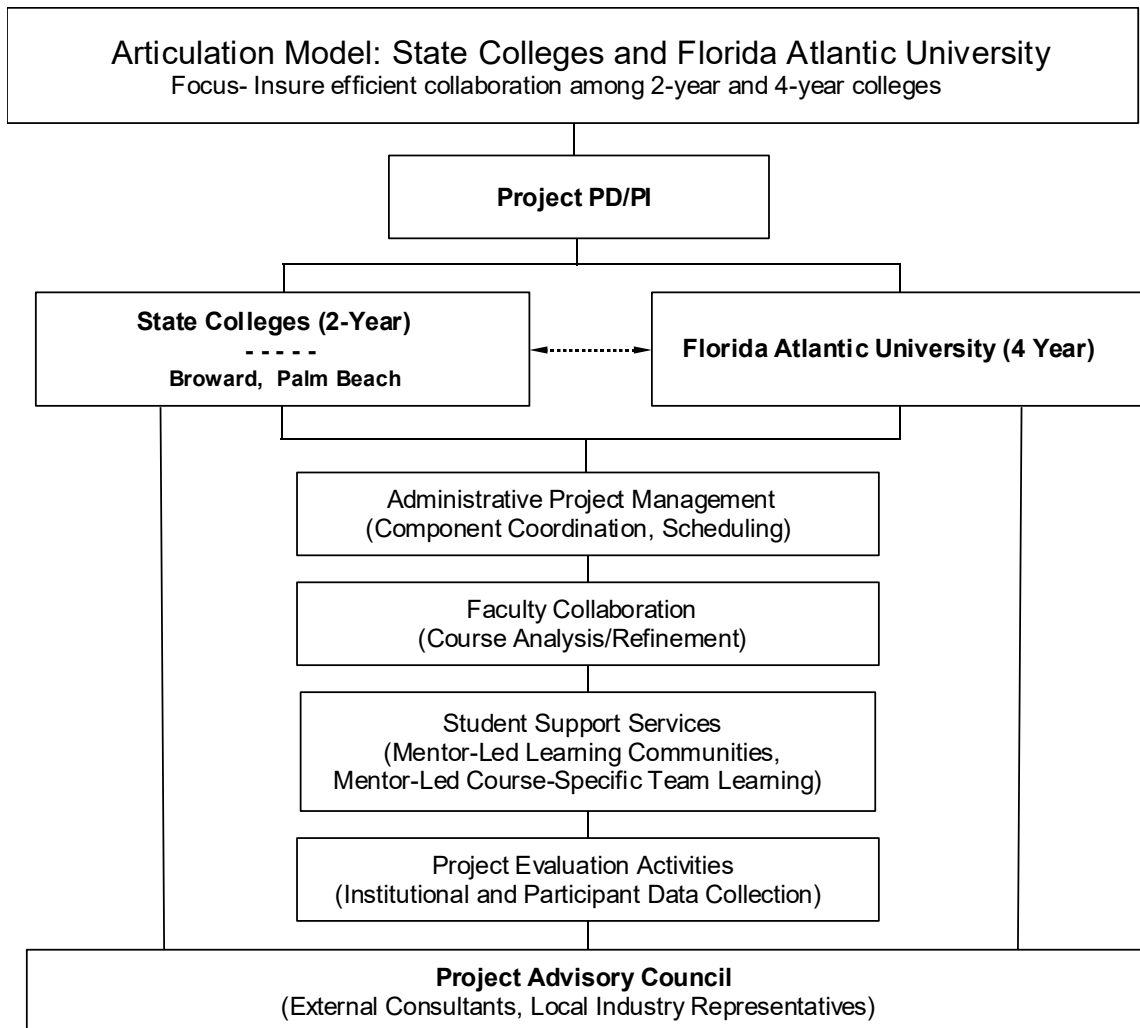 Articulation Model: State Colleges and Florida Atlantic University
Focus- Insure efficient collaboration among 2-year and 4-year colleges
Project PD/PI
State Colleges (2-Year)
- - - - -
Broward, Palm Beach
Florida Atlantic University (4 Year)
Administrative Project Management
(Component Coordination, Scheduling)
Faculty Collaboration
(Course Analysis/Refinement)
Student Support Services
(Mentor-Led Learning Communities,
Mentor-Led Course-Specific Team Learning)
Project Evaluation Activities
(Institutional and Participant Data Collection)
Project Advisory Council
(External Consultants, Local Industry Representatives)